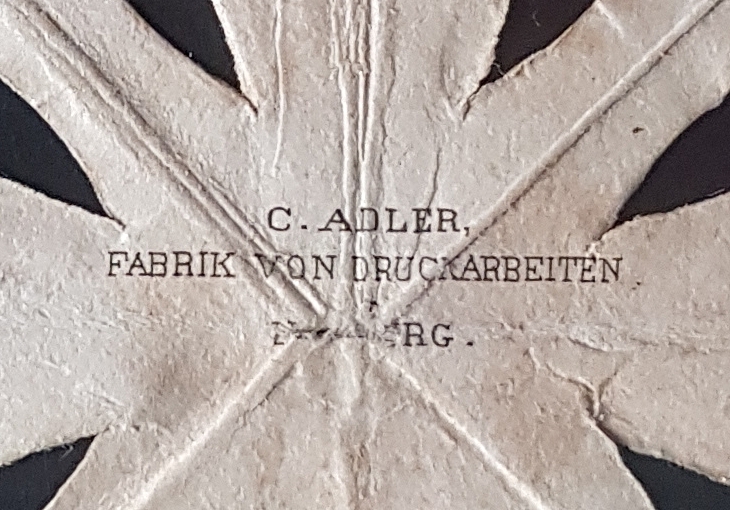 C. ADLER,
FABRIK VON DRUCKARBEITEN